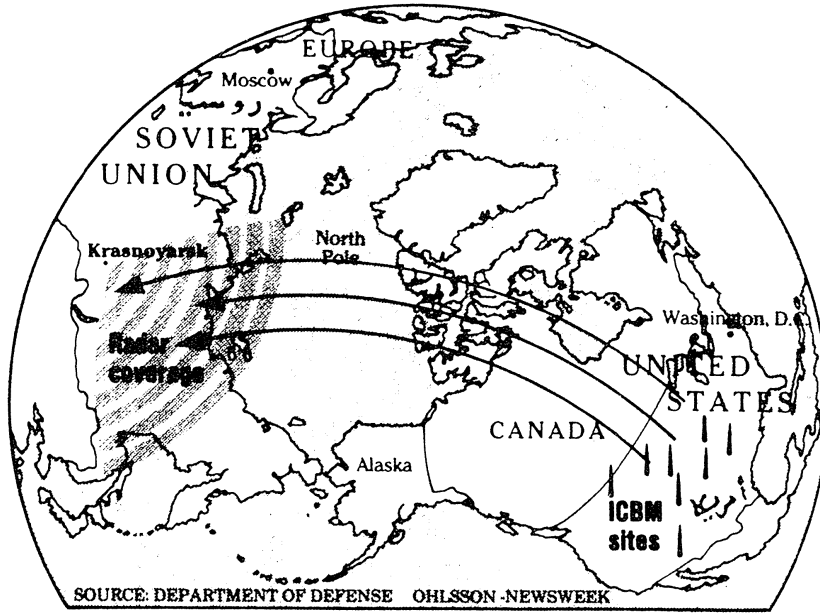 EUROPE
Moscow
روسيا
SOVIET
UNION
Krasnoyarsk
North
Pole
Radar
coverage
Washington, D.C.
UNITED
STATES
CANADA
Alaska
ICBM
sites
SOURCE: DEPARTMENT OF DEFENSE OHLSSON-NEWSWEEK